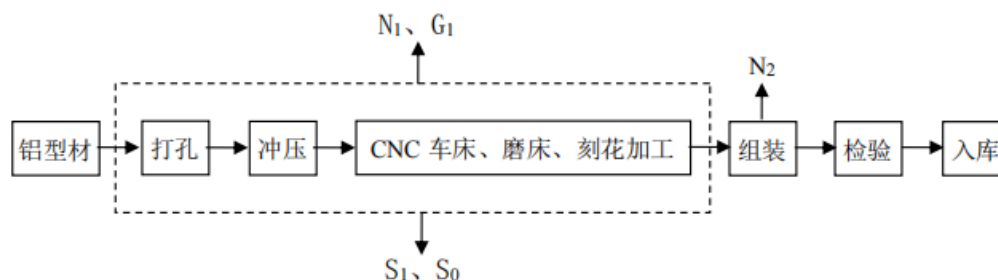 N₁、G₁
N₂
铝型材
打孔
冲压
CNC 车床、磨床、刻花加工
组装
检验
入库
S₁、S₀